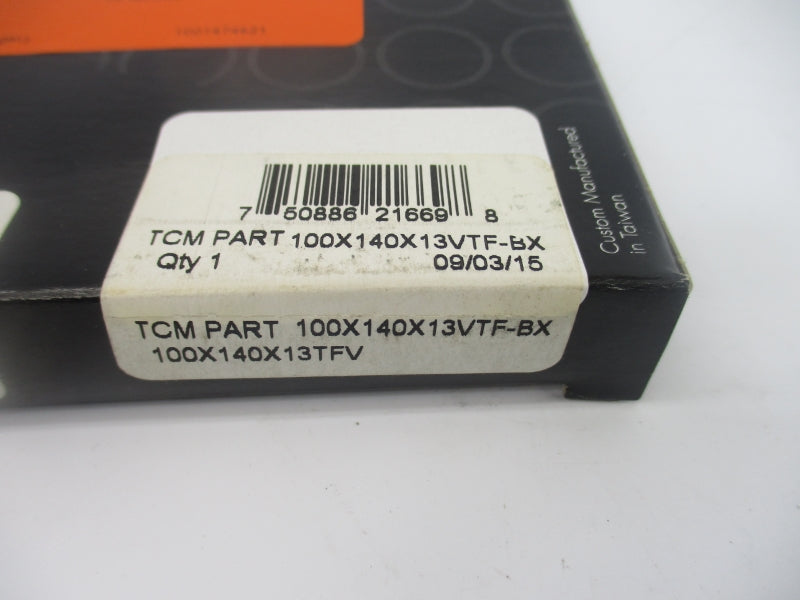 7 50886 21669 8
TCM PART 100X140X13VTF-BX
Qty 1 09/03/15
TCM PART 100X140X13VTF-BX
100X140X13TFV
Custom Manufactured
in Taiwan